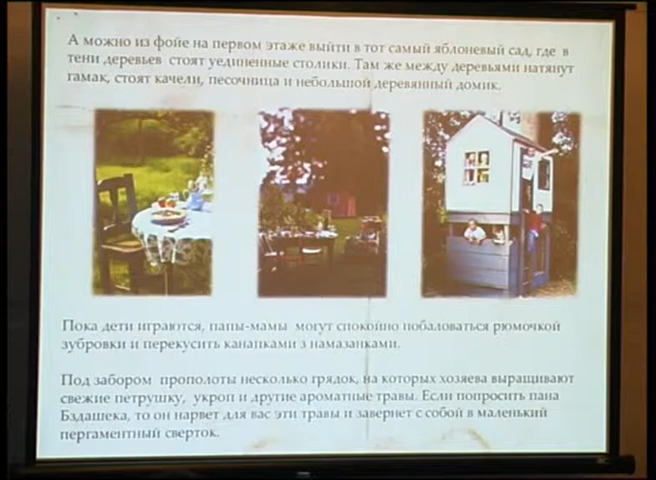 А можно из фойе на первом этаже выйти в тот самый яблоневый сад, где в
тени деревьев стоят уединенные столики. Там же между деревьями натянут
гамак, стоят качели, песочница и небольшой деревянный домик.
Пока дети играются, папы-мамы могут спокойно побаловаться рюмочкой
зубровки и перекусить канапками з намазанками.
Под забором прополоты несколько грядок, на которых хозяева выращивают
свежие петрушку, укроп и другие ароматные травы. Если попросить пана
Бздашека, то он нарвет для вас эти травы и завернет с собой в маленький
пергаментный сверток.